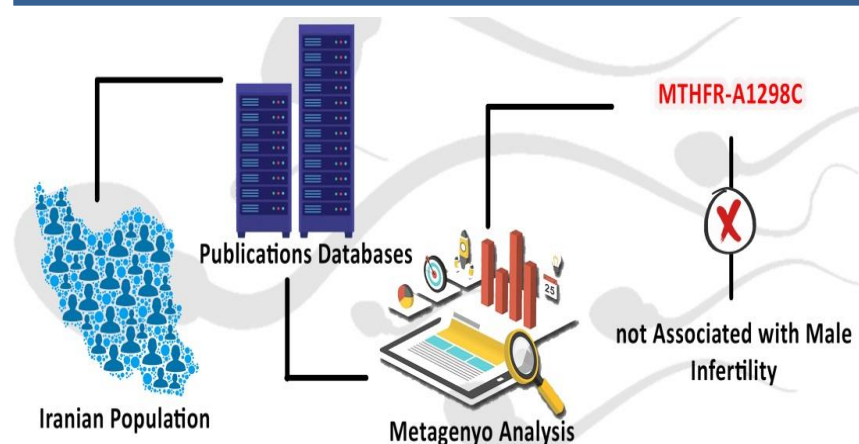 MTHFR-A1298C
Publications Databases
25
not Associated with Male
Infertility
Iranian Population
Metagenyo Analysis